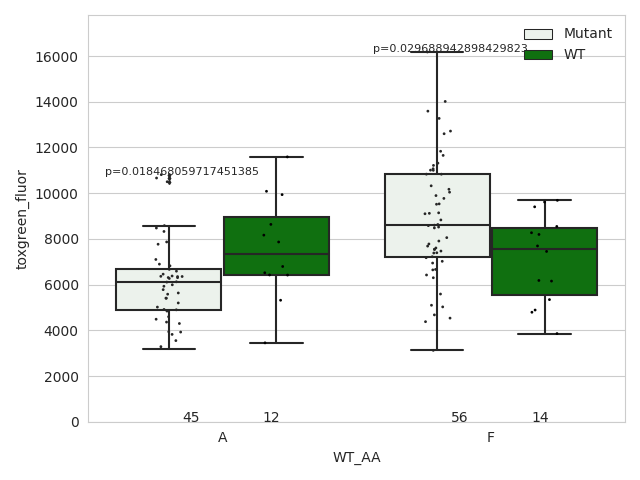 p=0.029688942898429823
Mutant
WT
p=0.018468059717451385
16000
14000
12000
10000
8000
6000
4000
2000
0
toxgreen_fluor
45
12
56
14
A
F
WT_AA